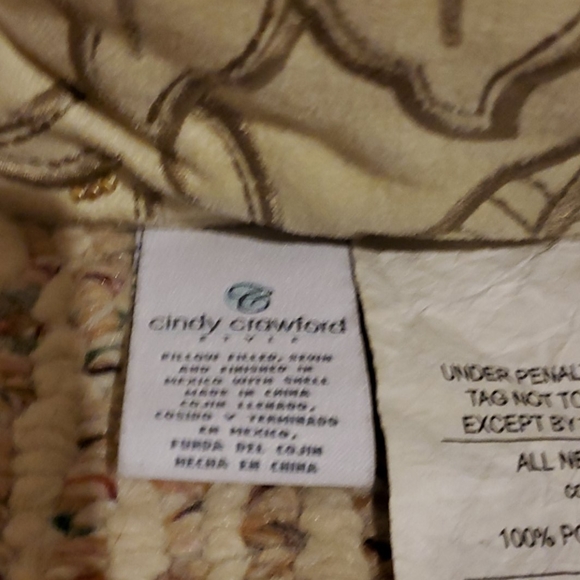 cindy crawford
STYLE
PILLOW FILLED, SEWN
AND FINISHED IN
MEXICO WITH SHELL
MADE IN CHINA
COJIN LLENADO,
COSIDO Y TERMINADO
EN MEXICO,
FUNDA DEL COJIN
HECHA EN CHINA
UNDER PENAL
TAG NOT TO
EXCEPT BY
ALL NE
CO
100% PO